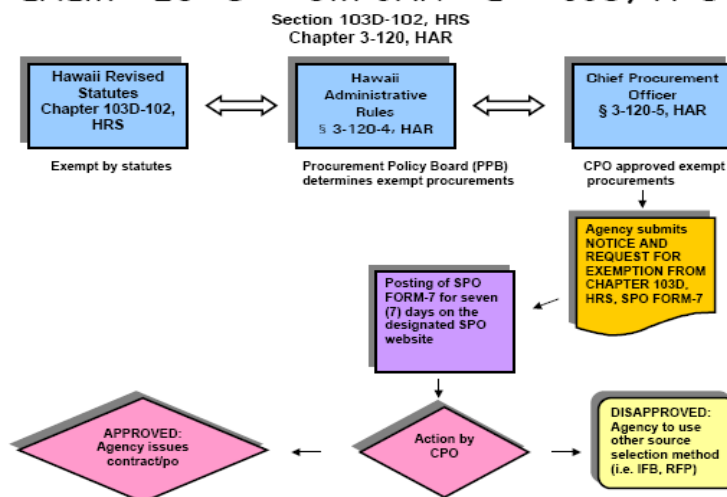 Section 103D-102, HRS
Chapter 3-120, HAR
Hawaii Revised
Statutes
Chapter 103D-102,
HRS
Hawaii
Administrative
Rules
§ 3-120-4, HAR
Chief Procurement
Officer
§ 3-120-5, HAR
Exempt by statutes
Procurement Policy Board (PPB)
determines exempt procurements
CPO approved exempt
procurements
Agency submits
NOTICE AND
REQUEST FOR
EXEMPTION FROM
CHAPTER 103D,
HRS, SPO FORM-7
Posting of SPO
FORM-7 for seven
(7) days on the
designated SPO
website
APPROVED:
Agency issues
contract/po
Action by
CPO
DISAPPROVED:
Agency to use
other source
selection method
(i.e. IFB, RFP)